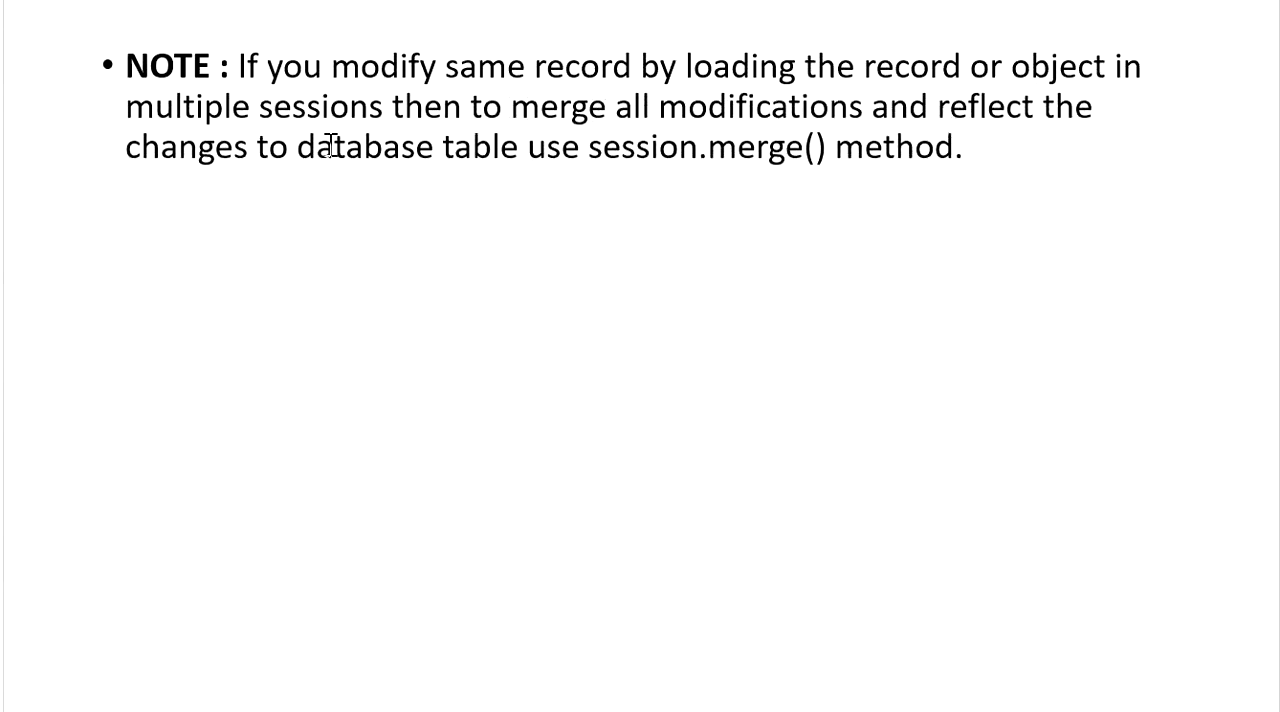 • NOTE : If you modify same record by loading the record or object in
multiple sessions then to merge all modifications and reflect the
changes to database table use session.merge() method.